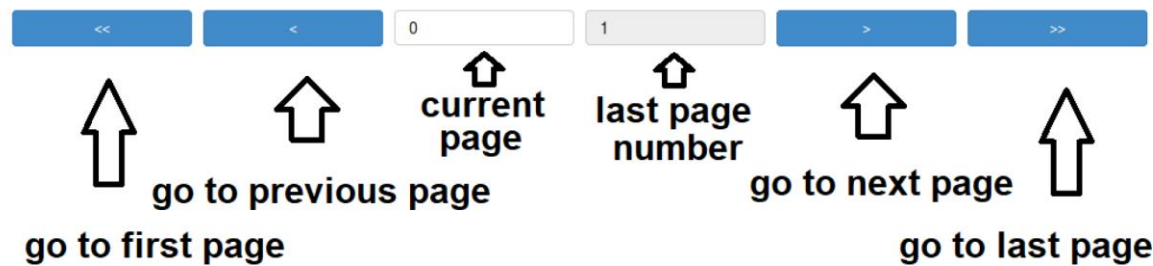 <<
<
0
1
>
>>
current
page
last page
number
go to previous page
go to next page
go to first page
go to last page